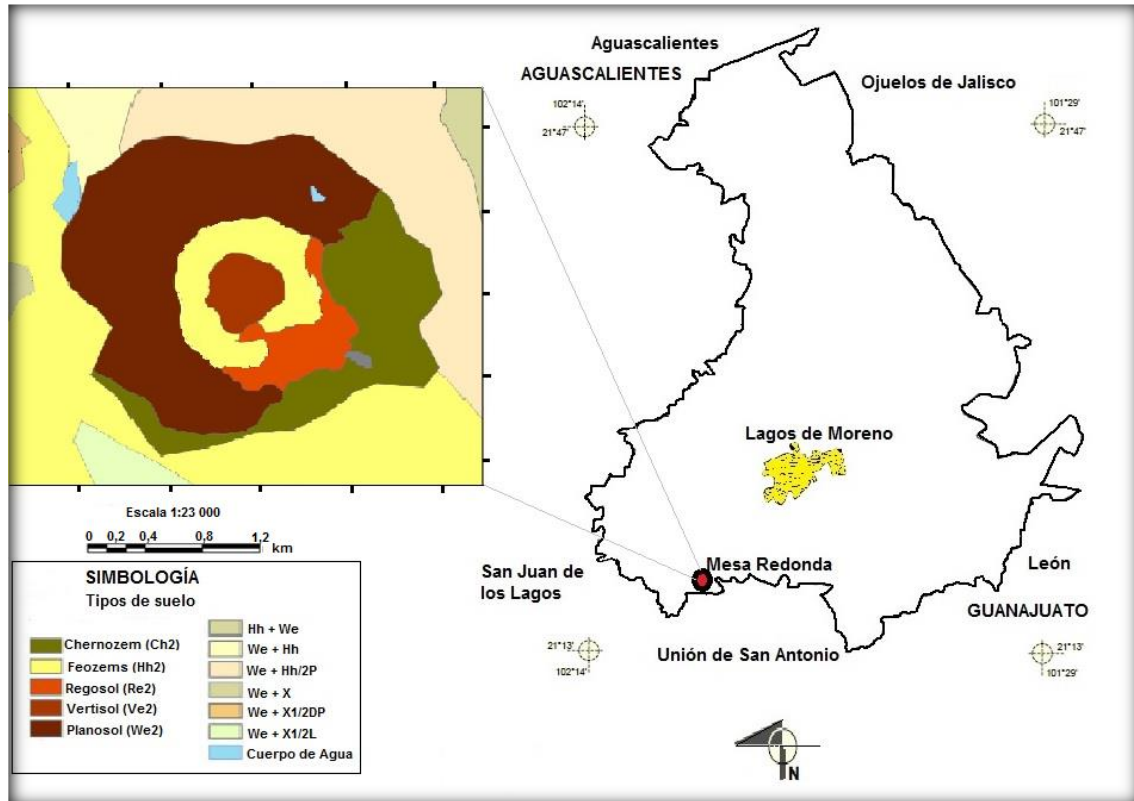 Aguascalientes
AGUASCALIENTES
Ojuelos de Jalisco
102°14'
21°47'
101°29'
21°47'
Lagos de Moreno
Escala 1:23 000
0 0,2 0,4 0,8 1,2 km
Mesa Redonda
San Juan de
los Lagos
León
GUANAJUATO
Unión de San Antonio
21°13'
102°14'
21°13'
101°29'
N
SIMBOLOGÍA
Tipos de suelo
Chernozem (Ch2)
Feozems (Hh2)
Regosol (Re2)
Vertisol (Ve2)
Planosol (We2)
Hh + We
We + Hh
We + Hh/2P
We + X
We + X1/2DP
We + X1/2L
Cuerpo de Agua